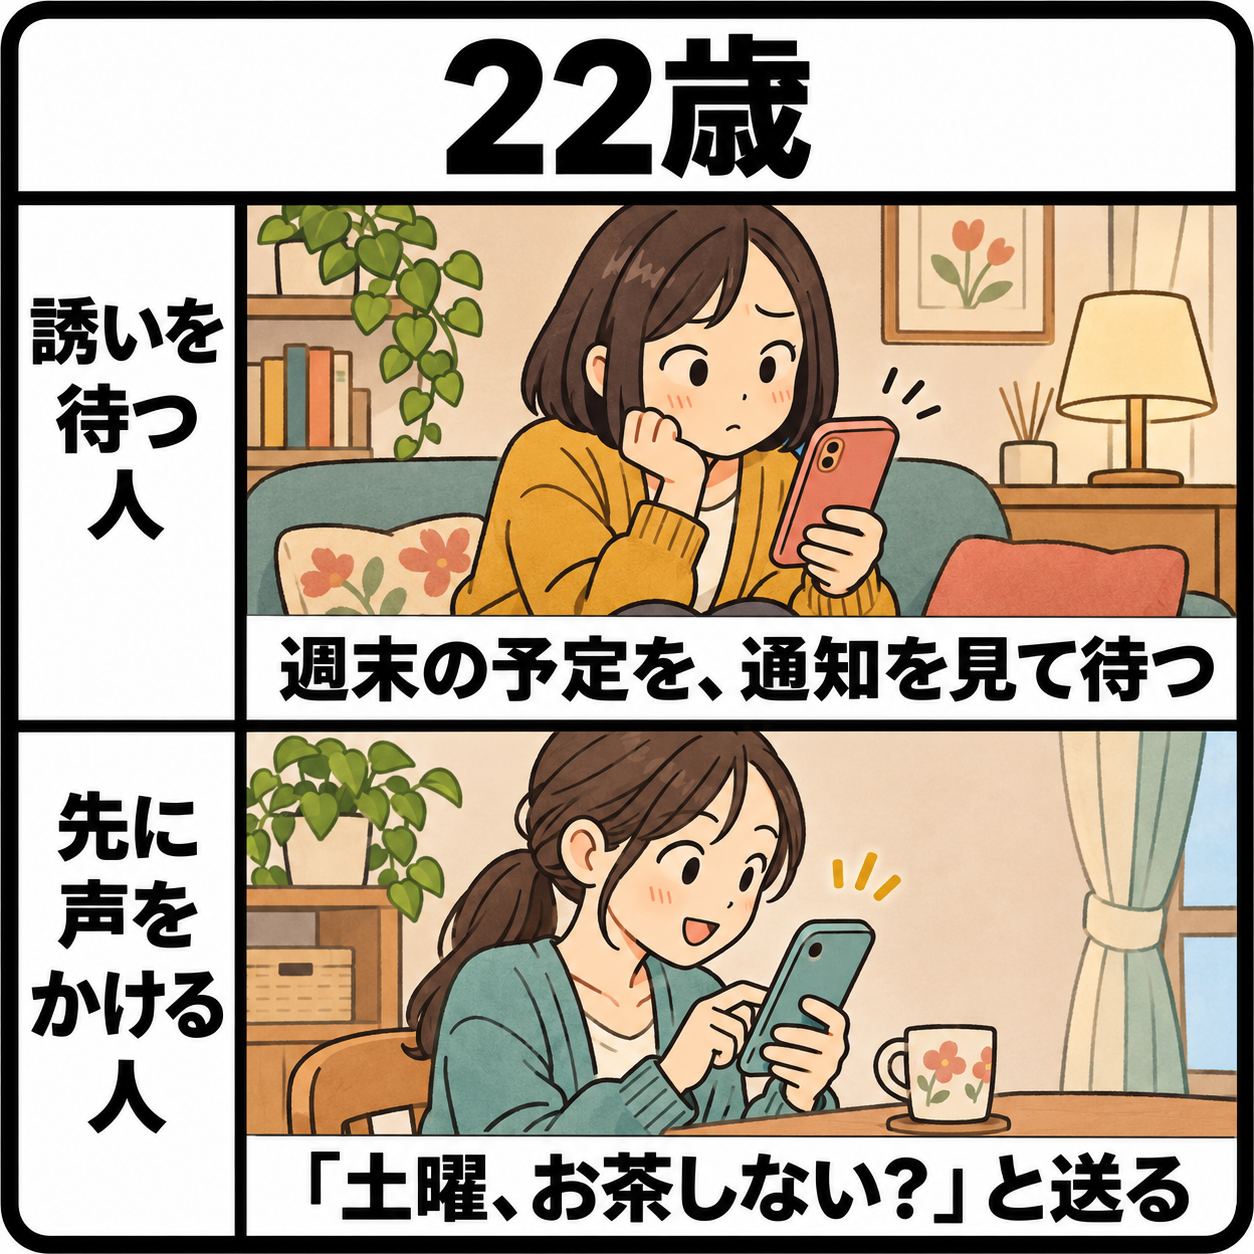 22歳
誘いを
待つ
人
週末の予定を、通知を見て待つ
先に
声を
かける
人
「土曜、お茶しない?」と送る